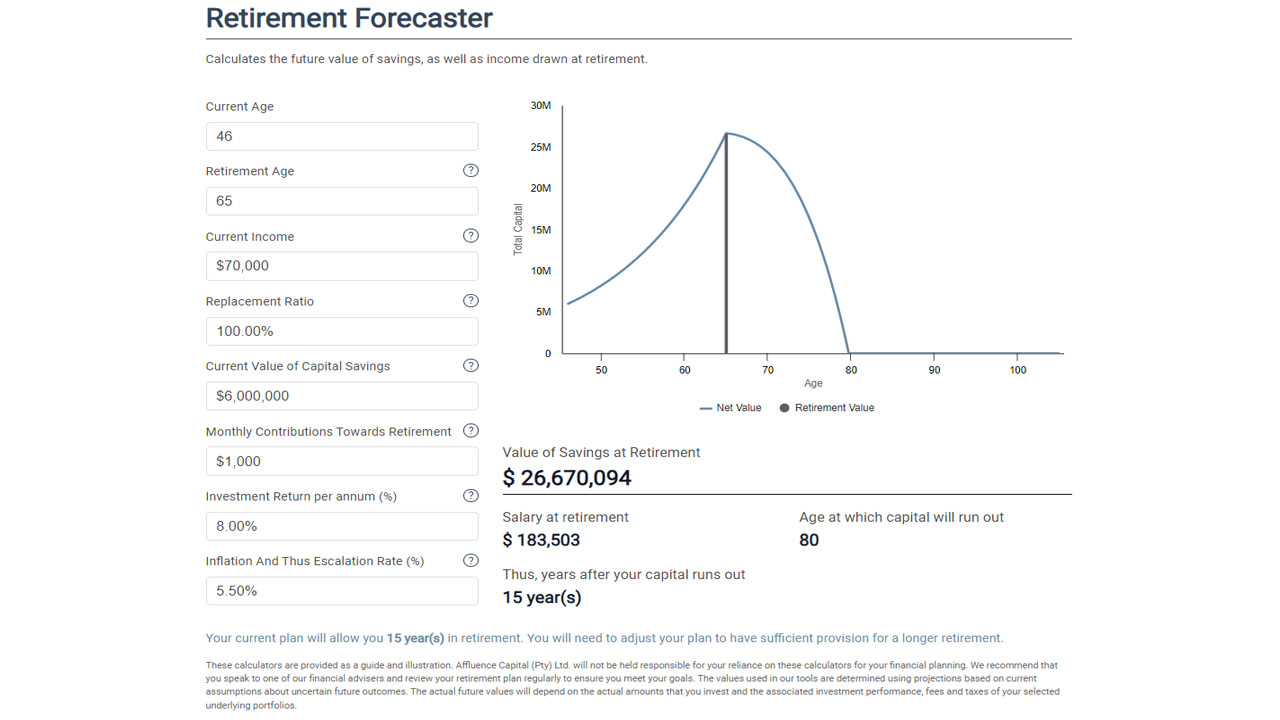 Retirement Forecaster
Calculates the future value of savings, as well as income drawn at retirement.
Current Age
46
Retirement Age ?
65
Current Income ?
$70,000
Replacement Ratio ?
100.00%
Current Value of Capital Savings ?
$6,000,000
Monthly Contributions Towards Retirement ?
$1,000
Investment Return per annum (%) ?
8.00%
Inflation And Thus Escalation Rate (%) ?
5.50%
Total Capital
30M
25M
20M
15M
10M
5M
0
50 60 70 80 90 100
Age
Net Value Retirement Value
Value of Savings at Retirement
$ 26,670,094
Salary at retirement
$ 183,503
Age at which capital will run out
80
Thus, years after your capital runs out
15 year(s)
Your current plan will allow you 15 year(s) in retirement. You will need to adjust your plan to have sufficient provision for a longer retirement.
These calculators are provided as a guide and illustration. Affluence Capital (Pty) Ltd. will not be held responsible for your reliance on these calculators for your financial planning. We recommend that
you speak to one of our financial advisers and review your retirement plan regularly to ensure you meet your goals. The values used in our tools are determined using projections based on current
assumptions about uncertain future outcomes. The actual future values will depend on the actual amounts that you invest and the associated investment performance, fees and taxes of your selected
underlying portfolios.